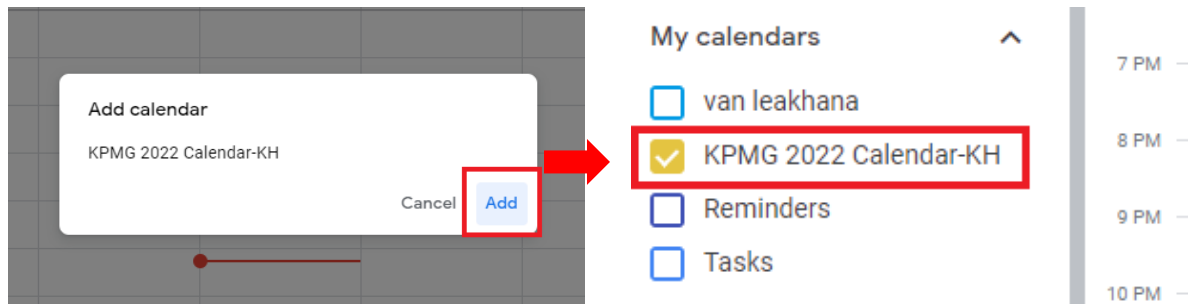 Add calendar
KPMG 2022 Calendar-KH
Cancel Add
My calendars
van leakhana
KPMG 2022 Calendar-KH
Reminders
Tasks
7 PM
8 PM
9 PM
10 PM